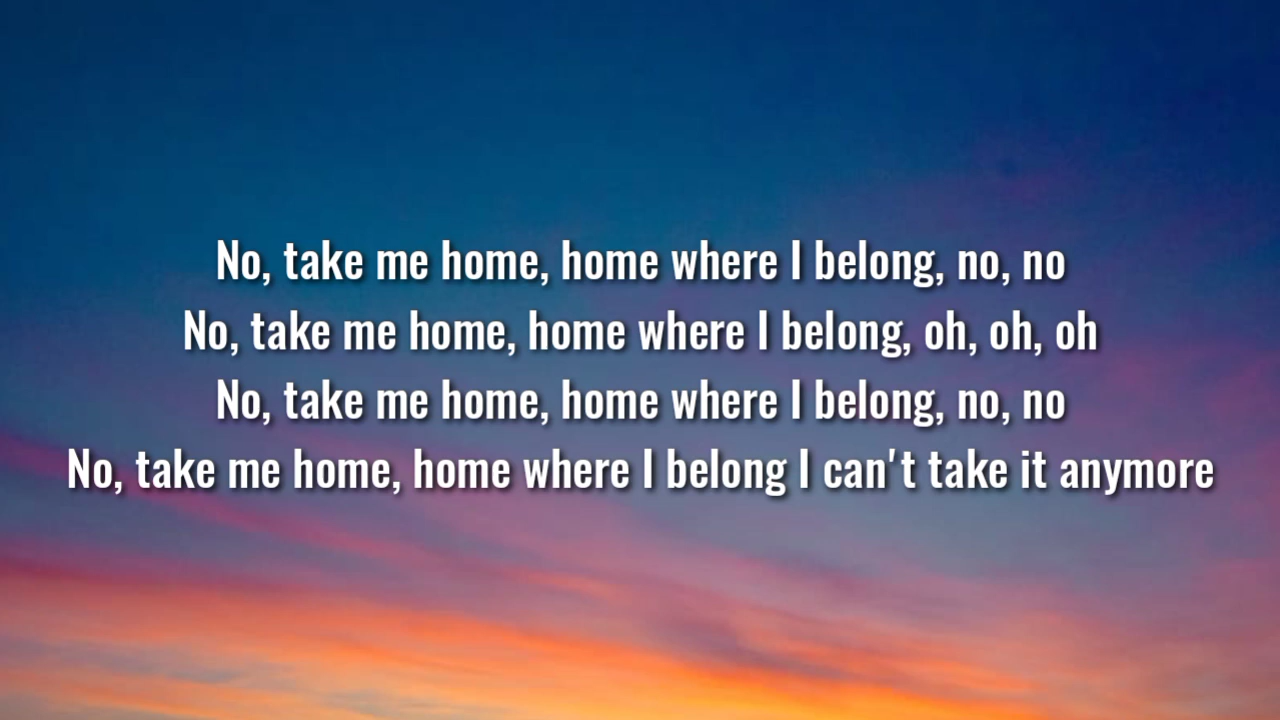 No, take me home, home where I belong, no, no
No, take me home, home where I belong, oh, oh, oh
No, take me home, home where I belong, no, no
No, take me home, home where I belong I can't take it anymore